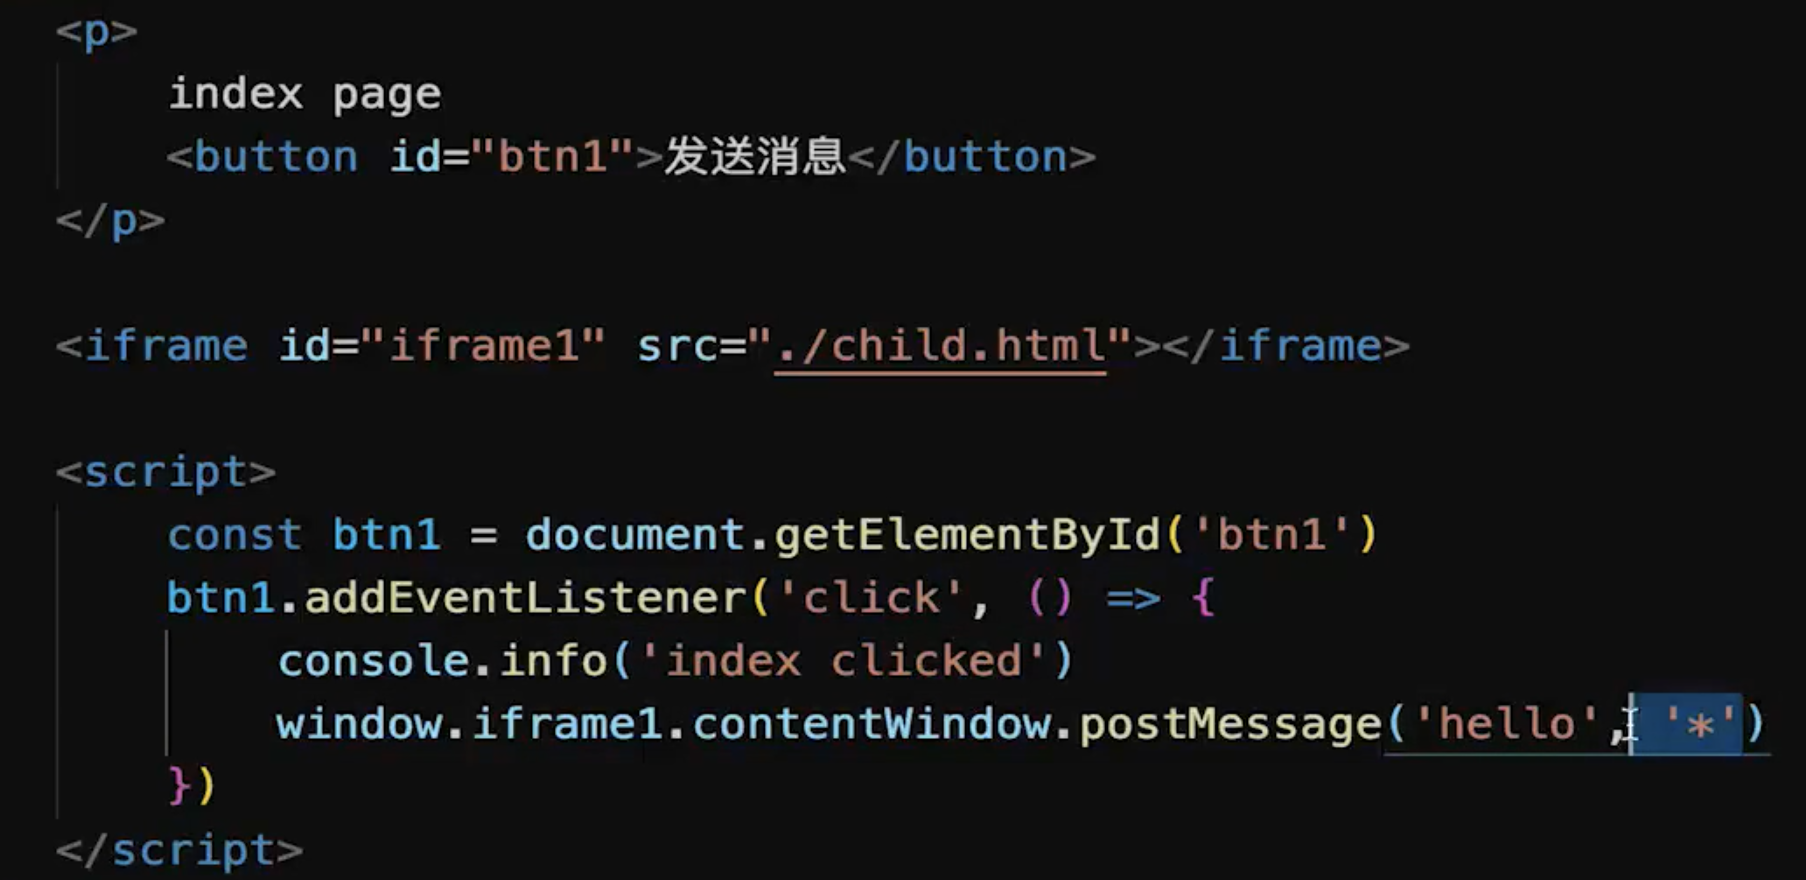 <p>
index page
<button id="btn1">发送消息</button>
</p>
<iframe id="iframe1" src="./child.html"></iframe>
<script>
const btn1 = document.getElementById('btn1')
btn1.addEventListener('click', () => {
console.info('index clicked')
window.iframe1.contentWindow.postMessage('hello', '*')
})
</script>